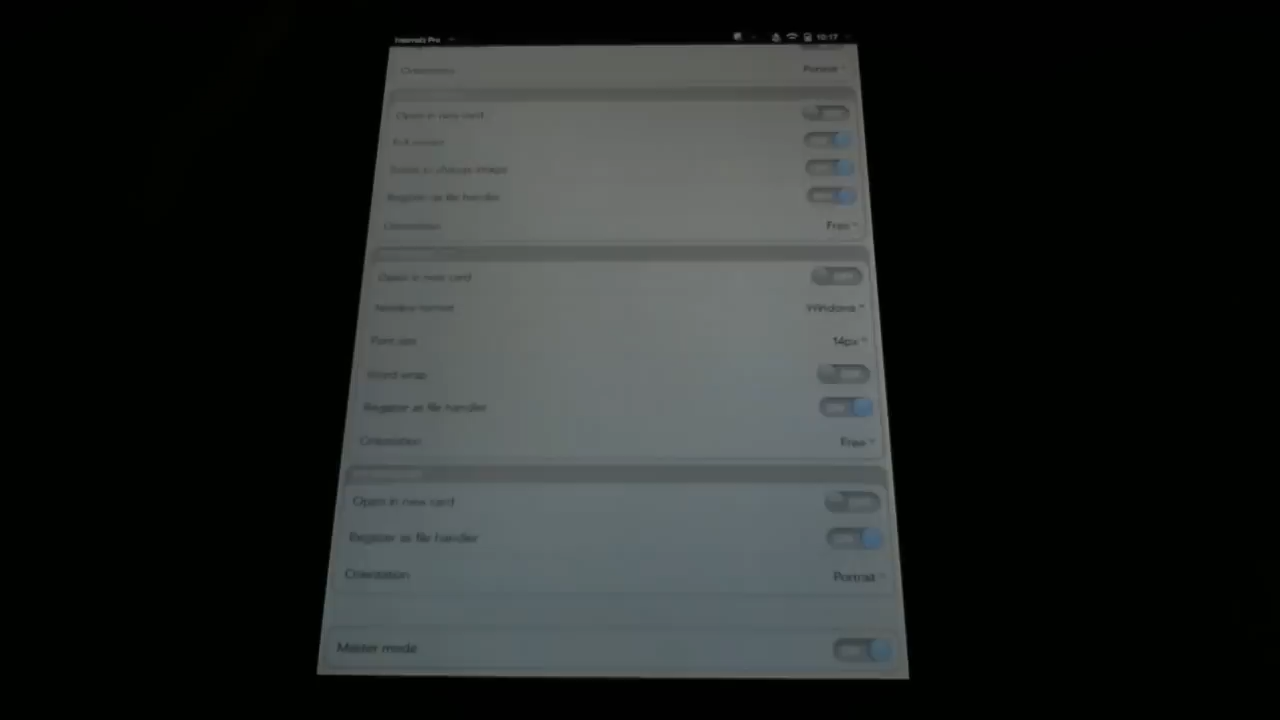 Internalz Pro
10:17
Orientation
Portrait
Open in new card
Full screen
Swipe to change image
Register as file handler
Orientation
Free
Open in new card
Newline format
Windows
Font size
14px
Word wrap
Register as file handler
Orientation
Free
Open in new card
Register as file handler
Orientation
Portrait
Master mode